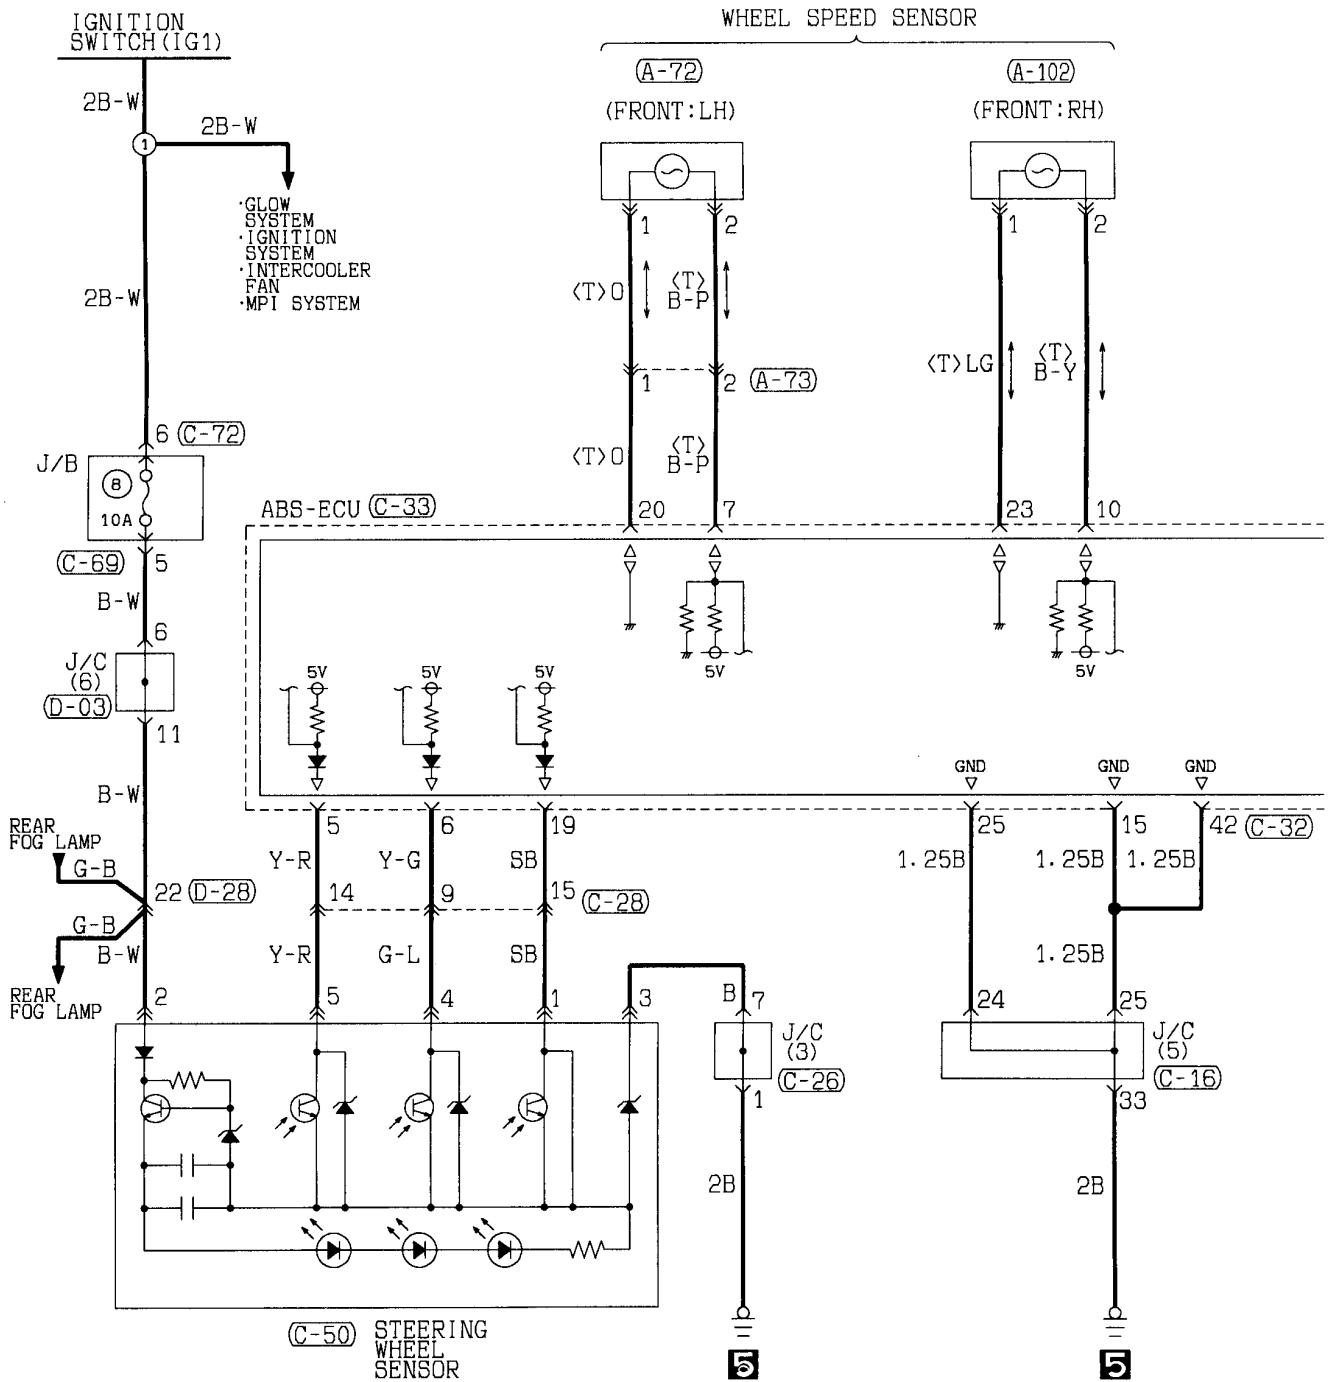 IGNITION
SWITCH(IG1)
WHEEL SPEED SENSOR
A-72
A-102
(FRONT:LH)
(FRONT:RH)
2B-W
2B-W
1
·GLOW
SYSTEM
·IGNITION
SYSTEM
·INTERCOOLER
FAN
·MPI SYSTEM
1
2
1
2
2B-W
<T>O
<T>
B-P
<T>LG
<T>
B-Y
1
2
A-73
6
C-72
J/B
8
10A
<T>O
<T>
B-P
ABS-ECU
C-33
20
7
23
10
C-69
5
B-W
6
J/C
(6)
D-03
11
5V
5V
5V
5V
5V
GND
GND
GND
B-W
REAR
FOG LAMP
G-B
22
D-28
G-B
B-W
REAR
FOG LAMP
5
6
19
25
15
42
C-32
Y-R
Y-G
SB
1.25B
1.25B
1.25B
14
9
15
C-28
Y-R
G-L
SB
1.25B
2
5
4
1
3
B
7
24
25
J/C
(3)
C-26
J/C
(5)
C-16
1
33
2B
2B
C-50
STEERING
WHEEL
SENSOR
5
5